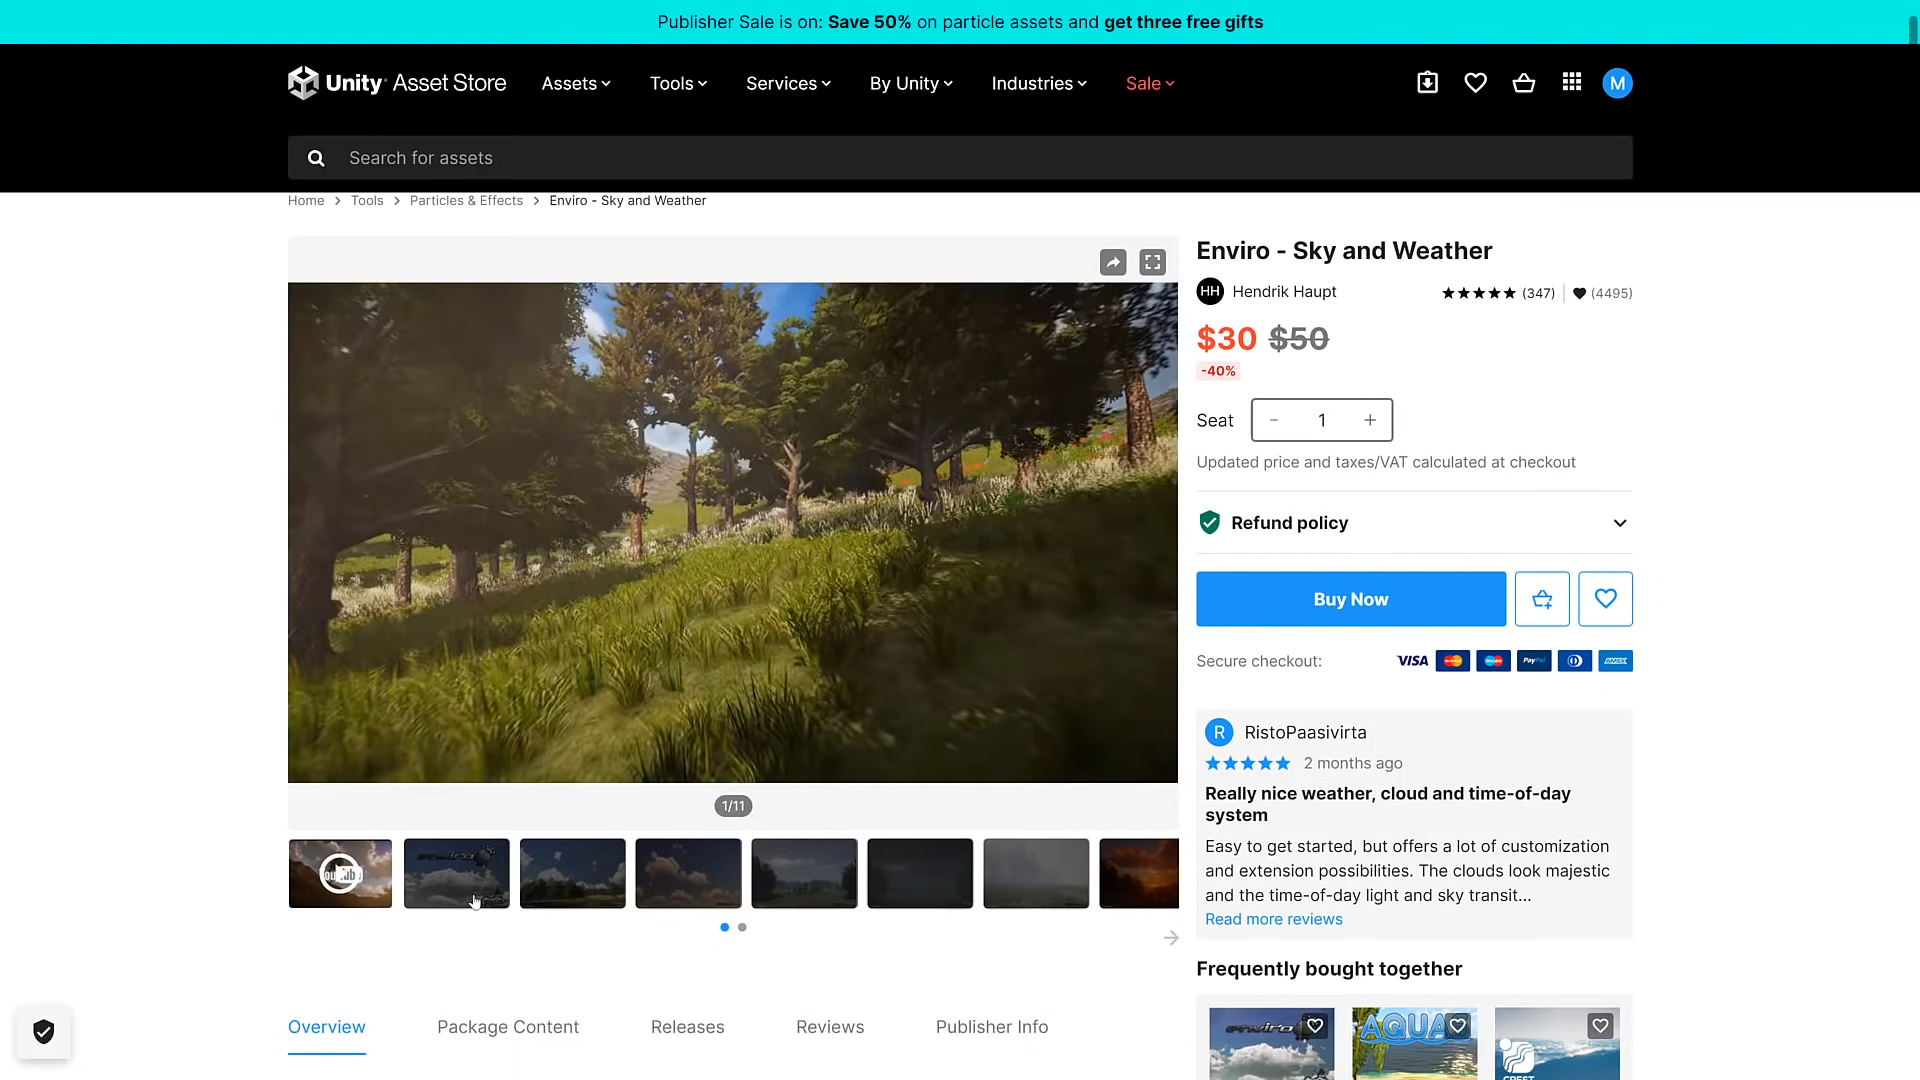 Publisher Sale is on: Save 50% on particle assets and get three free gifts
Unity Asset Store
Assets
Tools
Services
By Unity
Industries
Sale
M
Search for assets
Home > Tools > Particles & Effects > Enviro - Sky and Weather
Enviro - Sky and Weather
HH Hendrik Haupt
(347)
(4495)
$30 $50
-40%
Seat
− 1 +
Updated price and taxes/VAT calculated at checkout
Refund policy
Buy Now
Secure checkout:
VISA
PayPal
AMEX
1/11
R RistoPaasivirta
2 months ago
Really nice weather, cloud and time-of-day
system
Easy to get started, but offers a lot of customization
and extension possibilities. The clouds look majestic
and the time-of-day light and sky transit...
Read more reviews
Frequently bought together
enviro
AQUA
CREST
Overview
Package Content
Releases
Reviews
Publisher Info